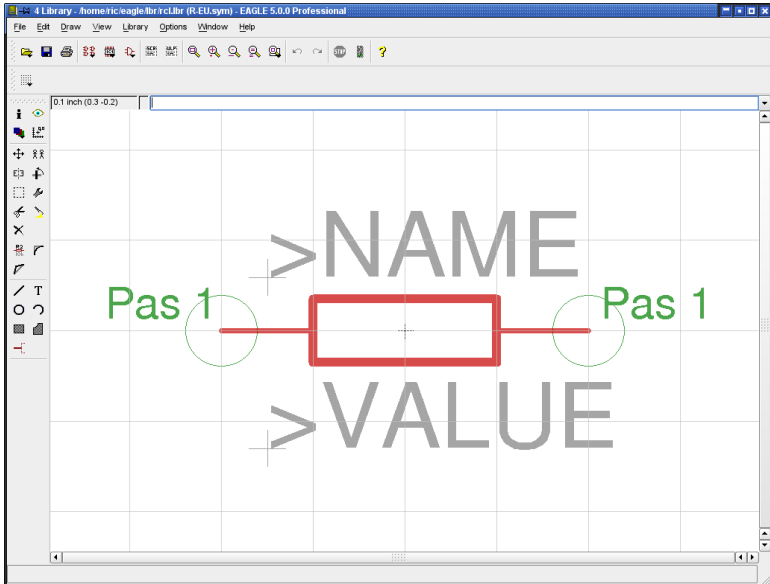 4 Library - /home/ric/eagle/lbr/rcl.lbr (R-EU.sym) - EAGLE 5.0.0 Professional
File Edit Draw View Library Options Window Help
0.1 inch (0.3 -0.2)
>NAME
Pas 1 Pas 1
>VALUE